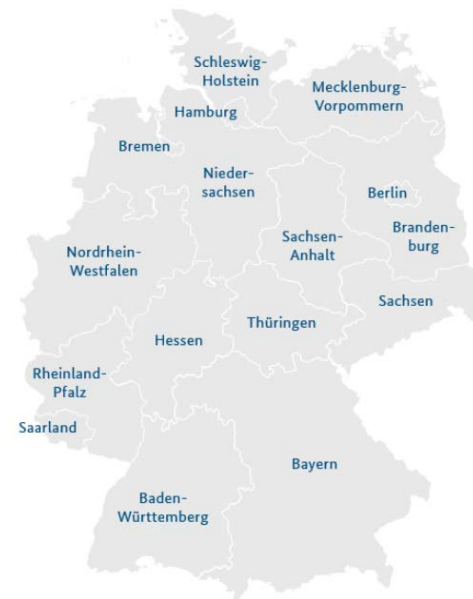 Schleswig-
Holstein
Mecklenburg-
Vorpommern
Hamburg
Bremen
Nieder-
sachsen
Berlin
Branden-
burg
Sachsen-
Anhalt
Nordrhein-
Westfalen
Sachsen
Thüringen
Hessen
Rheinland-
Pfalz
Saarland
Bayern
Baden-
Württemberg